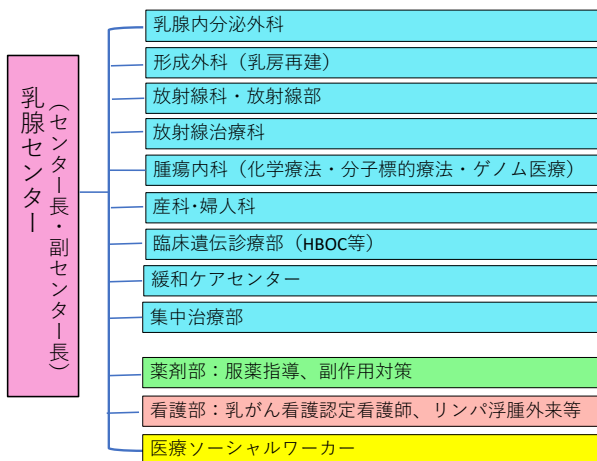 乳腺センター
（センター長・副センター長）
乳腺内分泌外科
形成外科（乳房再建）
放射線科・放射線部
放射線治療科
腫瘍内科（化学療法・分子標的療法・ゲノム医療）
産科・婦人科
臨床遺伝診療部（HBOC等）
緩和ケアセンター
集中治療部
薬剤部：服薬指導、副作用対策
看護部：乳がん看護認定看護師、リンパ浮腫外来等
医療ソーシャルワーカー